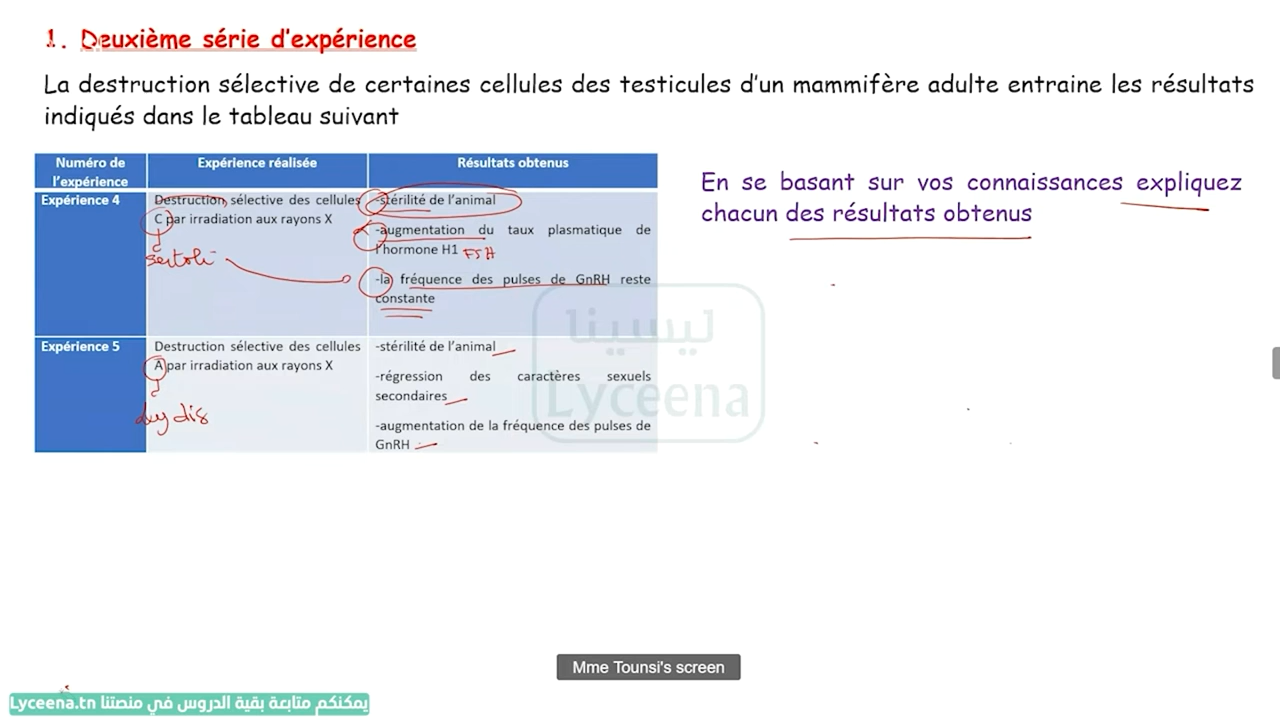 1. Deuxième série d'expérience
La destruction sélective de certaines cellules des testicules d'un mammifère adulte entraine les résultats
indiqués dans le tableau suivant
Numéro de l'expérience
Expérience réalisée
Résultats obtenus
Expérience 4
Destruction sélective des cellules
C par irradiation aux rayons X
sertoli
-stérilité de l'animal
-augmentation du taux plasmatique de
l'hormone H1 FSH
-la fréquence des pulses de GnRH reste
constante
Expérience 5
Destruction sélective des cellules
A par irradiation aux rayons X
-stérilité de l'animal
-régression des caractères sexuels
secondaires
-augmentation de la fréquence des pulses de
GnRH
En se basant sur vos connaissances expliquez
chacun des résultats obtenus
ليسينا
Lyceena
Mme Tounsi's screen
Lyceena.tn يمكنكم متابعة بقية الدروس في منصتنا